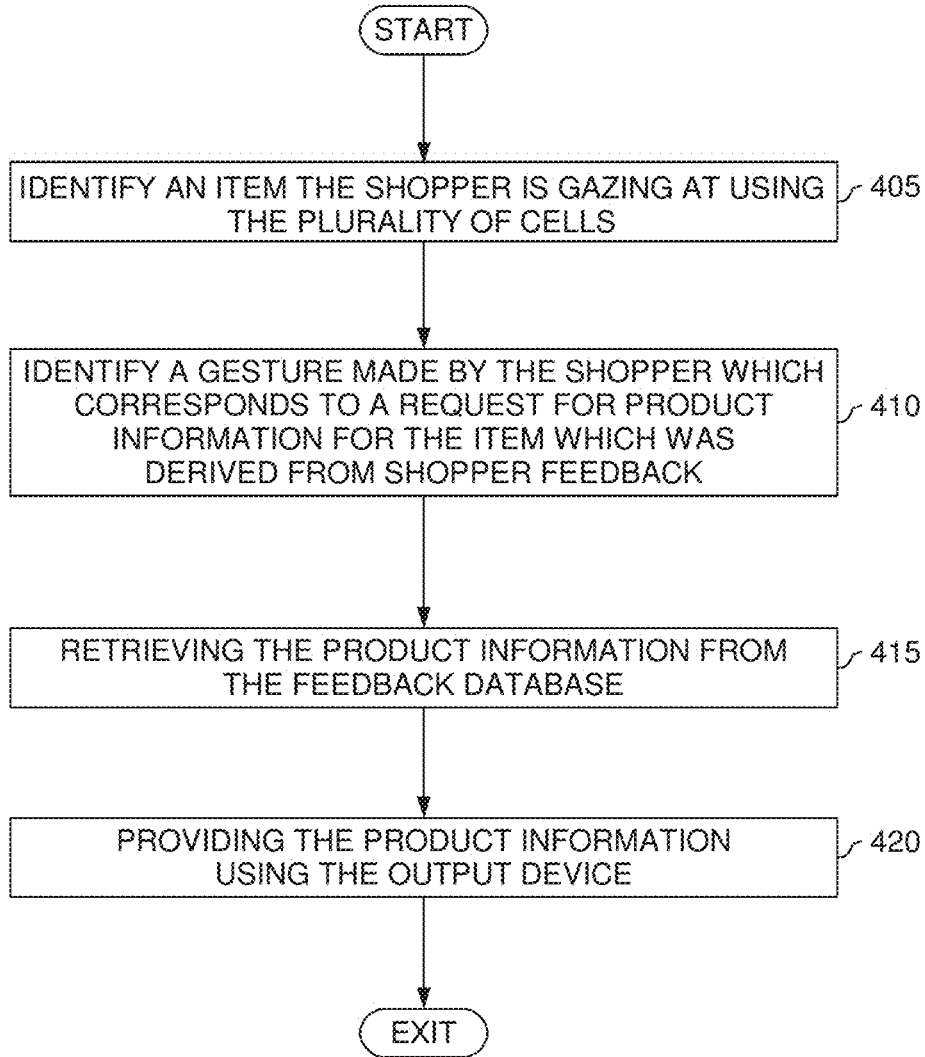 START
IDENTIFY AN ITEM THE SHOPPER IS GAZING AT USING
THE PLURALITY OF CELLS
405
IDENTIFY A GESTURE MADE BY THE SHOPPER WHICH
CORRESPONDS TO A REQUEST FOR PRODUCT
INFORMATION FOR THE ITEM WHICH WAS
DERIVED FROM SHOPPER FEEDBACK
410
RETRIEVING THE PRODUCT INFORMATION FROM
THE FEEDBACK DATABASE
415
PROVIDING THE PRODUCT INFORMATION
USING THE OUTPUT DEVICE
420
EXIT